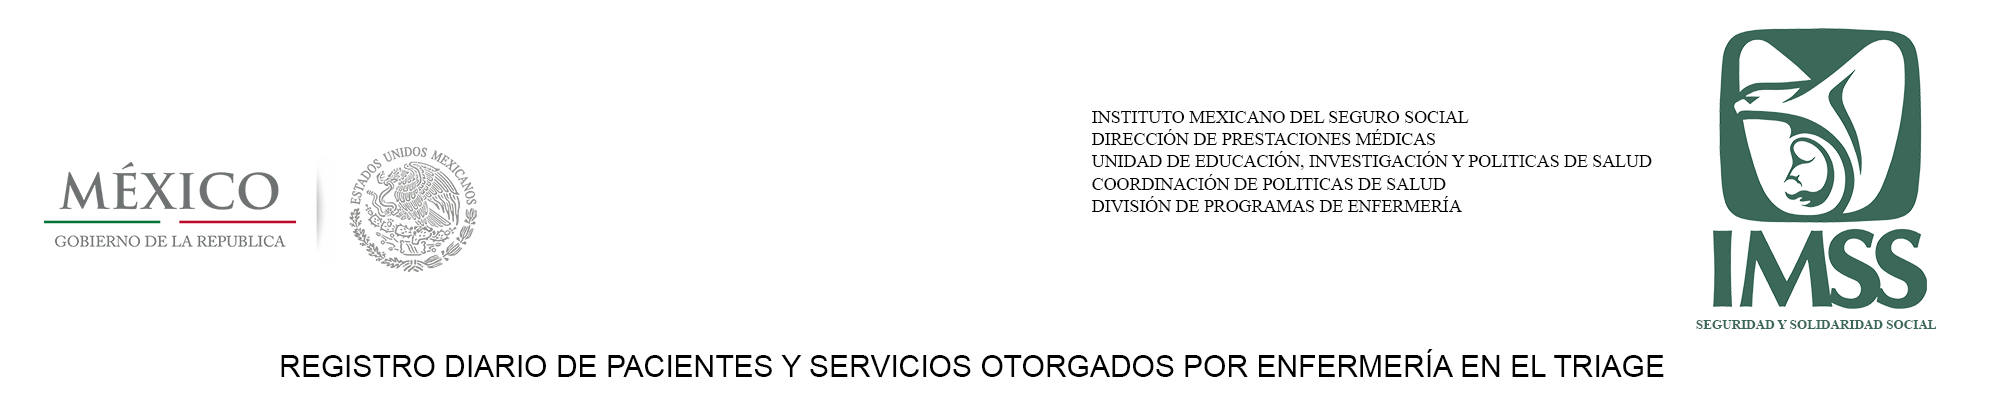 INSTITUTO MEXICANO DEL SEGURO SOCIAL
DIRECCIÓN DE PRESTACIONES MÉDICAS
UNIDAD DE EDUCACIÓN, INVESTIGACIÓN Y POLITICAS DE SALUD
COORDINACIÓN DE POLITICAS DE SALUD
DIVISIÓN DE PROGRAMAS DE ENFERMERÍA
MÉXICO
GOBIERNO DE LA REPUBLICA
ESTADOS UNIDOS MEXICANOS
IMSS
SEGURIDAD Y SOLIDARIDAD SOCIAL
REGISTRO DIARIO DE PACIENTES Y SERVICIOS OTORGADOS POR ENFERMERÍA EN EL TRIAGE